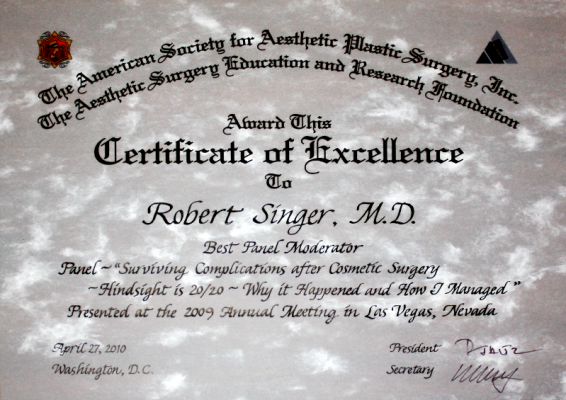 The American Society for Aesthetic Plastic Surgery, Inc.
The Aesthetic Surgery Education and Research Foundation
Award This
Certificate of Excellence
To
Robert Singer, M.D.
Best Panel Moderator
Panel ~ "Surviving Complications after Cosmetic Surgery
~ Hindsight is 20/20 ~ Why it Happened and How I Managed"
Presented at the 2009 Annual Meeting in Las Vegas, Nevada
April 27, 2010
President
Washington, D.C.
Secretary